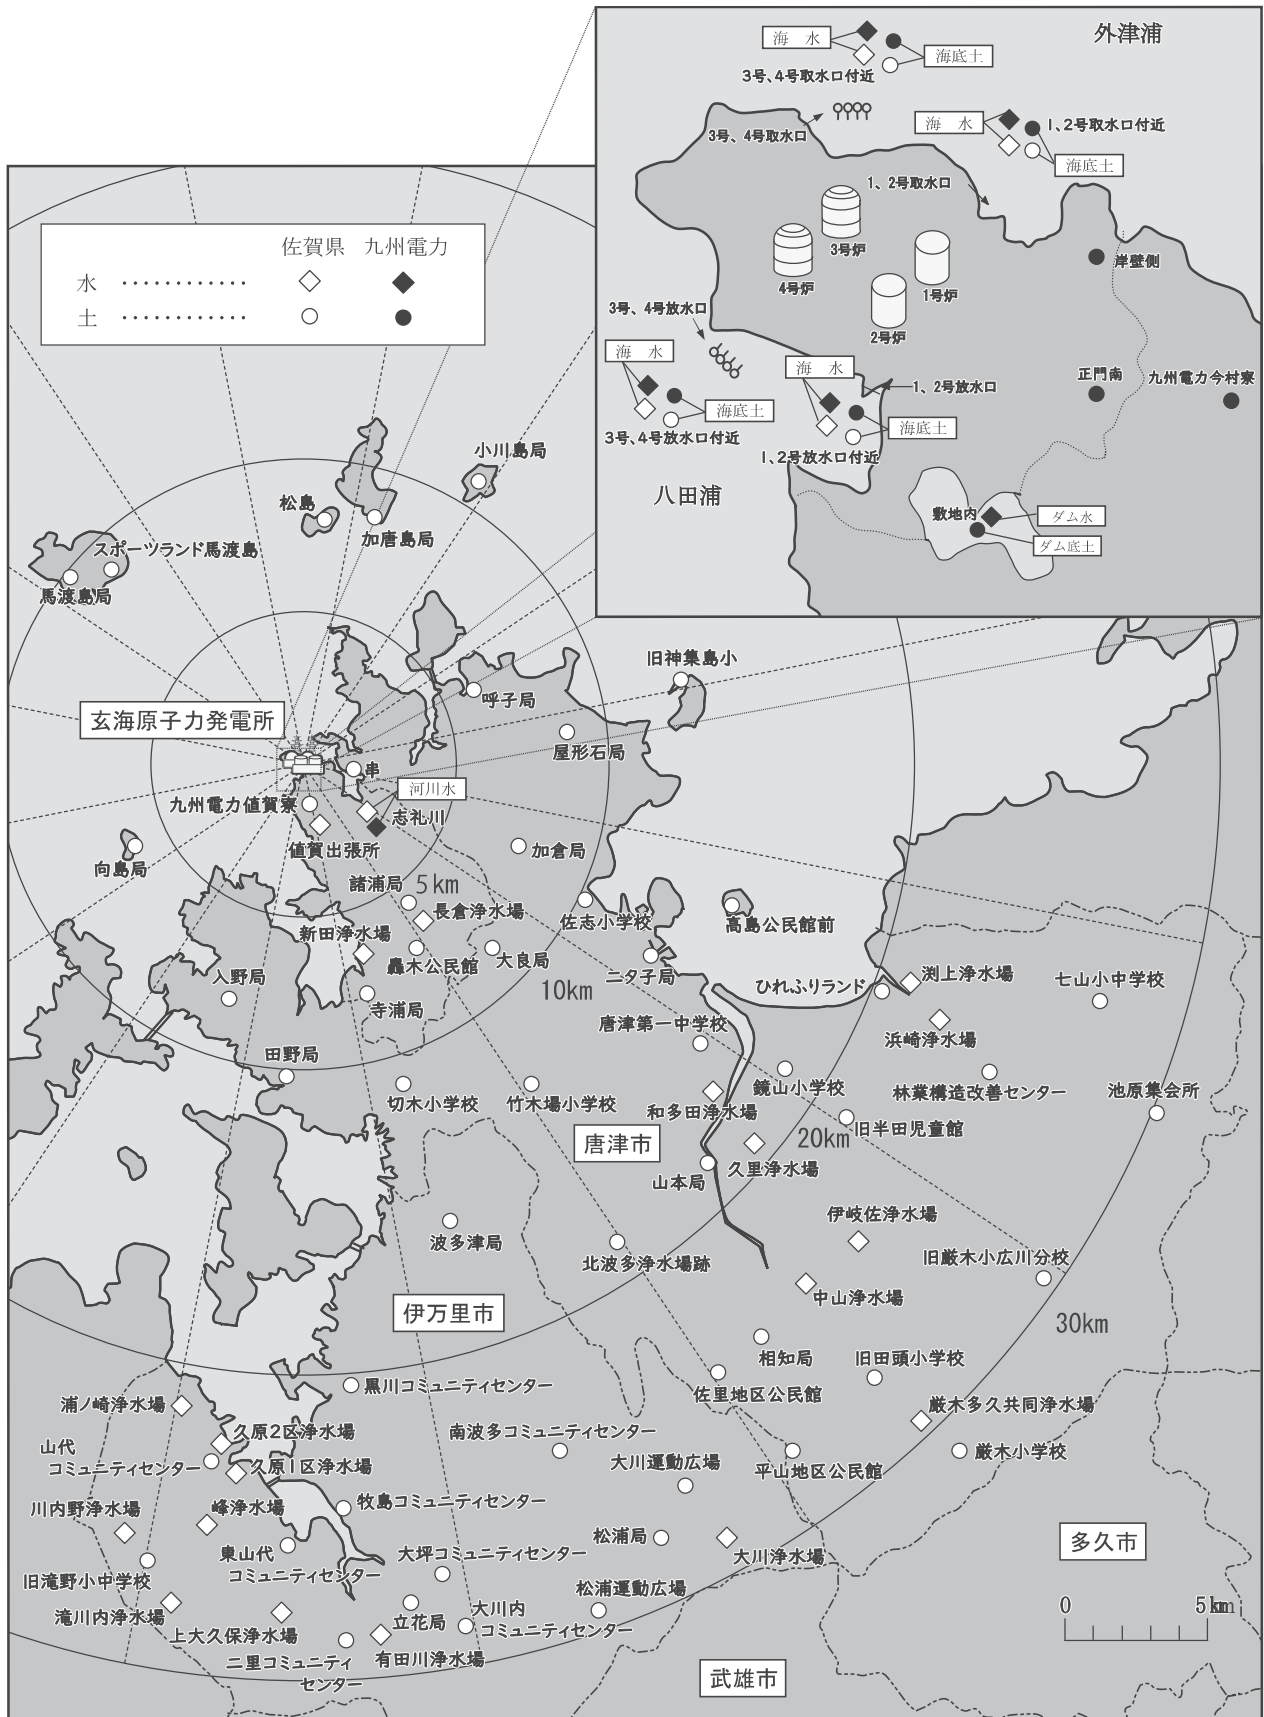 海 水
海底土
3号、4号取水口付近
外津浦
3号、4号取水口
海 水
1、2号取水口付近
海底土
1、2号取水口
3号炉
4号炉
1号炉
2号炉
岸壁側
3号、4号放水口
海 水
海底土
3号、4号放水口付近
海 水
1、2号放水口
海底土
1、2号放水口付近
正門南
九州電力今村寮
八田浦
敷地内
ダム水
ダム底土
佐賀県 九州電力
水
土
小川島局
松島
加唐島局
スポーツランド馬渡島
馬渡島局
旧神集島小
呼子局
玄海原子力発電所
屋形石局
串
河川水
九州電力値賀寮
志礼川
値賀出張所
向島局
加倉局
諸浦局
5km
長倉浄水場
佐志小学校
高島公民館前
新田浄水場
轟木公民館
大良局
入野局
二タ子局
10km
ひれふりランド
渕上浄水場
七山小中学校
寺浦局
唐津第一中学校
浜崎浄水場
田野局
切木小学校
竹木場小学校
鏡山小学校
林業構造改善センター
池原集会所
和多田浄水場
旧半田児童館
唐津市
20km
久里浄水場
山本局
伊岐佐浄水場
波多津局
北波多浄水場跡
旧厳木小広川分校
中山浄水場
伊万里市
30km
相知局
旧田頭小学校
黒川コミュニティセンター
佐里地区公民館
浦ノ崎浄水場
厳木多久共同浄水場
久原2区浄水場
南波多コミュニティセンター
山代
コミュニティセンター
久原1区浄水場
大川運動広場
平山地区公民館
厳木小学校
川内野浄水場
峰浄水場
牧島コミュニティセンター
松浦局
大川浄水場
多久市
東山代
コミュニティセンター
大坪コミュニティセンター
旧滝野小中学校
松浦運動広場
滝川内浄水場
立花局
大川内
コミュニティセンター
上大久保浄水場
有田川浄水場
二里コミュニティ
センター
武雄市
0 5km